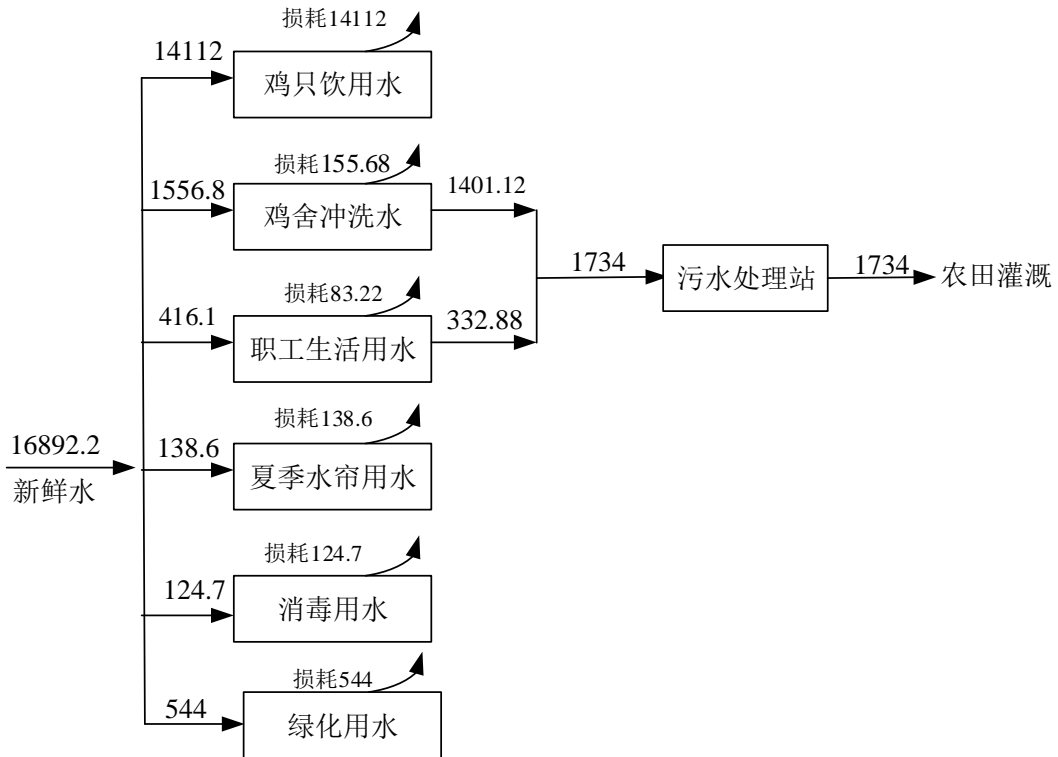 损耗14112
14112
鸡只饮用水
损耗155.68
1556.8
鸡舍冲洗水
1401.12
1734
污水处理站
1734
农田灌溉
损耗83.22
416.1
职工生活用水
332.88
损耗138.6
16892.2
新鲜水
138.6
夏季水帘用水
损耗124.7
124.7
消毒用水
损耗544
544
绿化用水